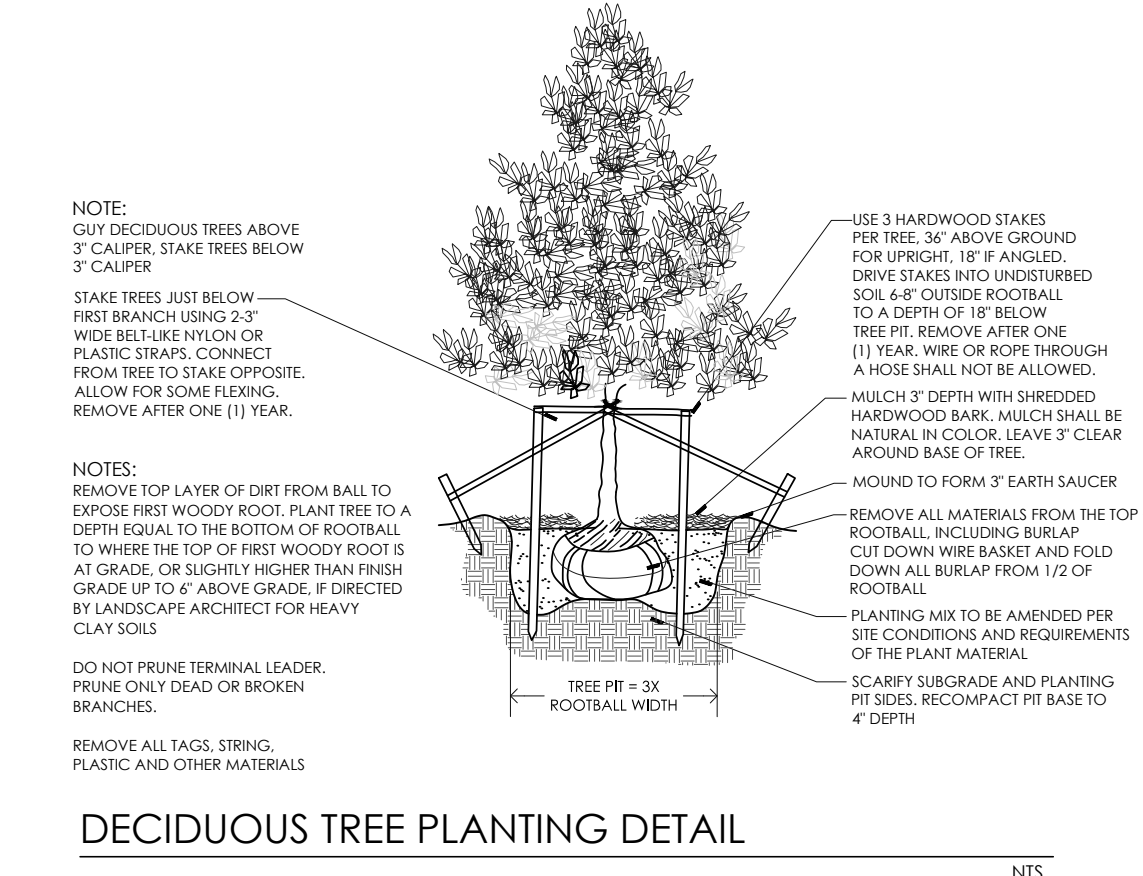 NOTE:
GUY DECIDUOUS TREES ABOVE
3" CALIPER, STAKE TREES BELOW
3" CALIPER
STAKE TREES JUST BELOW
FIRST BRANCH USING 2-3"
WIDE BELT-LIKE NYLON OR
PLASTIC STRAPS. CONNECT
FROM TREE TO STAKE OPPOSITE.
ALLOW FOR SOME FLEXING.
REMOVE AFTER ONE (1) YEAR.
NOTES:
REMOVE TOP LAYER OF DIRT FROM BALL TO
EXPOSE FIRST WOODY ROOT. PLANT TREE TO A
DEPTH EQUAL TO THE BOTTOM OF ROOTBALL
TO WHERE THE TOP OF FIRST WOODY ROOT IS
AT GRADE, OR SLIGHTLY HIGHER THAN FINISH
GRADE UP TO 6" ABOVE GRADE, IF DIRECTED
BY LANDSCAPE ARCHITECT FOR HEAVY
CLAY SOILS
DO NOT PRUNE TERMINAL LEADER.
PRUNE ONLY DEAD OR BROKEN
BRANCHES.
REMOVE ALL TAGS, STRING,
PLASTIC AND OTHER MATERIALS
USE 3 HARDWOOD STAKES
PER TREE, 36" ABOVE GROUND
FOR UPRIGHT, 18" IF ANGLED.
DRIVE STAKES INTO UNDISTURBED
SOIL 6-8" OUTSIDE ROOTBALL
TO A DEPTH OF 18" BELOW
TREE PIT. REMOVE AFTER ONE
(1) YEAR. WIRE OR ROPE THROUGH
A HOSE SHALL NOT BE ALLOWED.
MULCH 3" DEPTH WITH SHREDDED
HARDWOOD BARK. MULCH SHALL BE
NATURAL IN COLOR. LEAVE 3" CLEAR
AROUND BASE OF TREE.
MOUND TO FORM 3" EARTH SAUCER
REMOVE ALL MATERIALS FROM THE TOP
ROOTBALL, INCLUDING BURLAP
CUT DOWN WIRE BASKET AND FOLD
DOWN ALL BURLAP FROM 1/2 OF
ROOTBALL
PLANTING MIX TO BE AMENDED PER
SITE CONDITIONS AND REQUIREMENTS
OF THE PLANT MATERIAL
SCARIFY SUBGRADE AND PLANTING
PIT SIDES. RECOMPACT PIT BASE TO
4" DEPTH
TREE PIT = 3X
ROOTBALL WIDTH
DECIDUOUS TREE PLANTING DETAIL
NTS